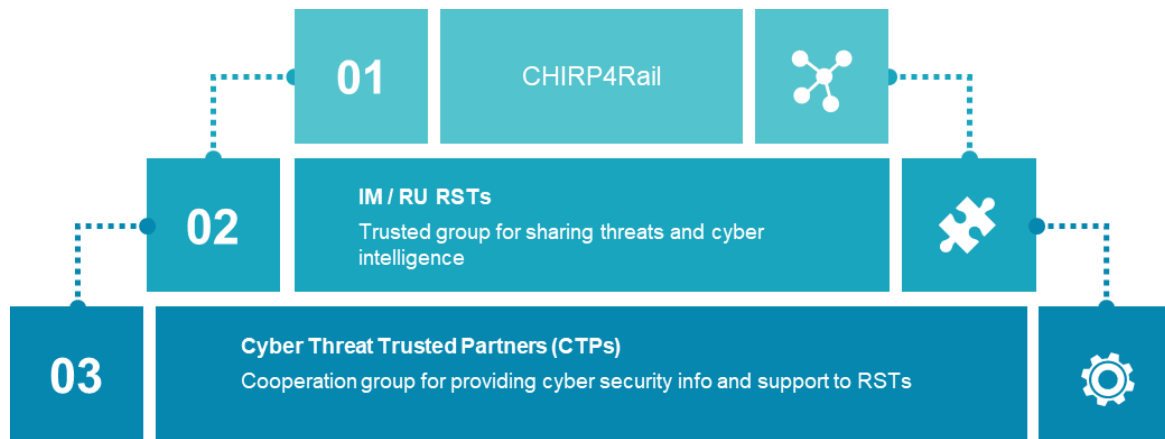 01
CHIRP4Rail
02
IM / RU RSTs
Trusted group for sharing threats and cyber
intelligence
03
Cyber Threat Trusted Partners (CTPs)
Cooperation group for providing cyber security info and support to RSTs